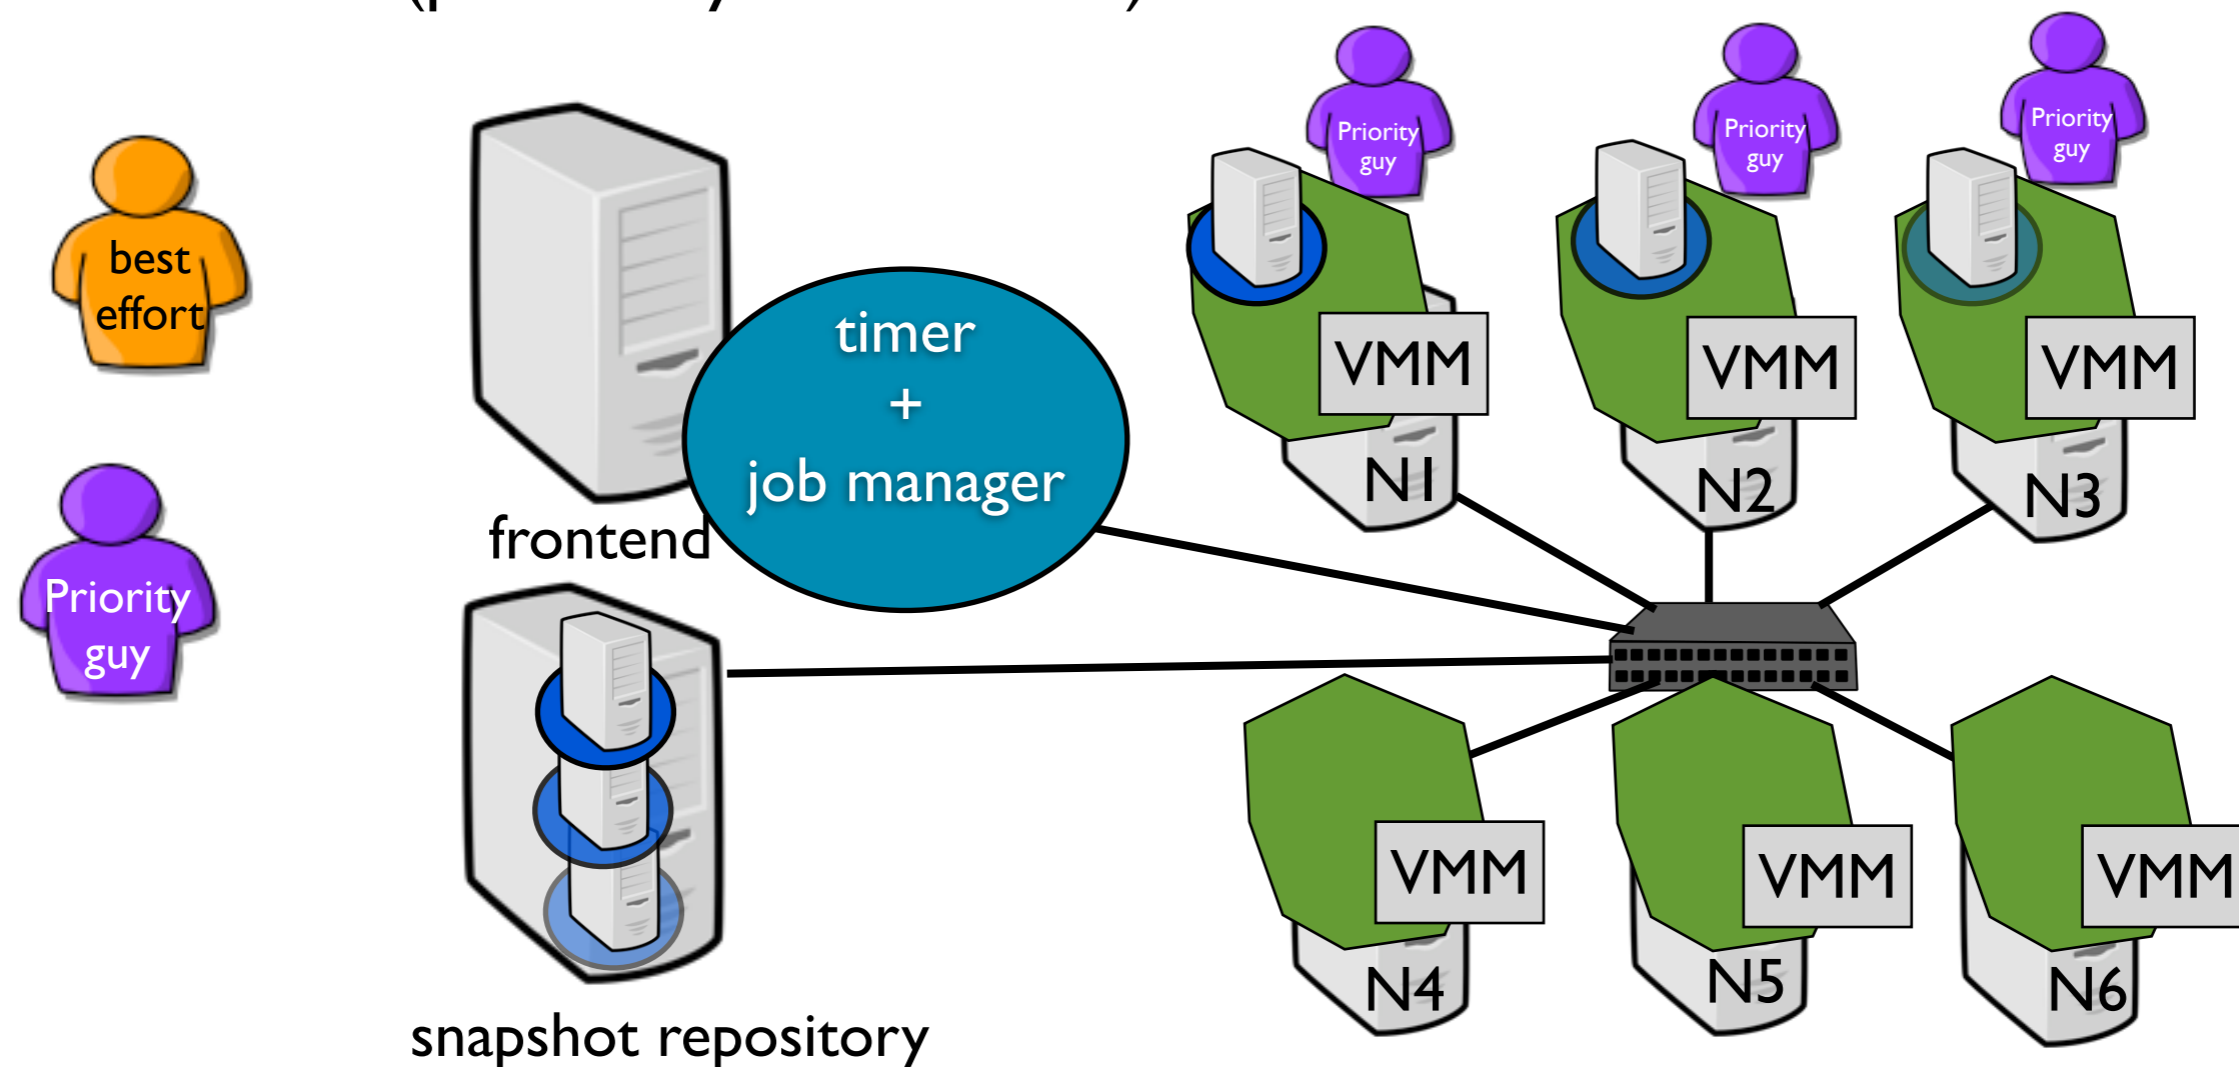 Priority
guy
Priority
guy
Priority
guy
best
effort
timer
+
job manager
VMM
VMM
VMM
N1
N2
N3
frontend
Priority
guy
VMM
VMM
VMM
N4
N5
N6
snapshot repository